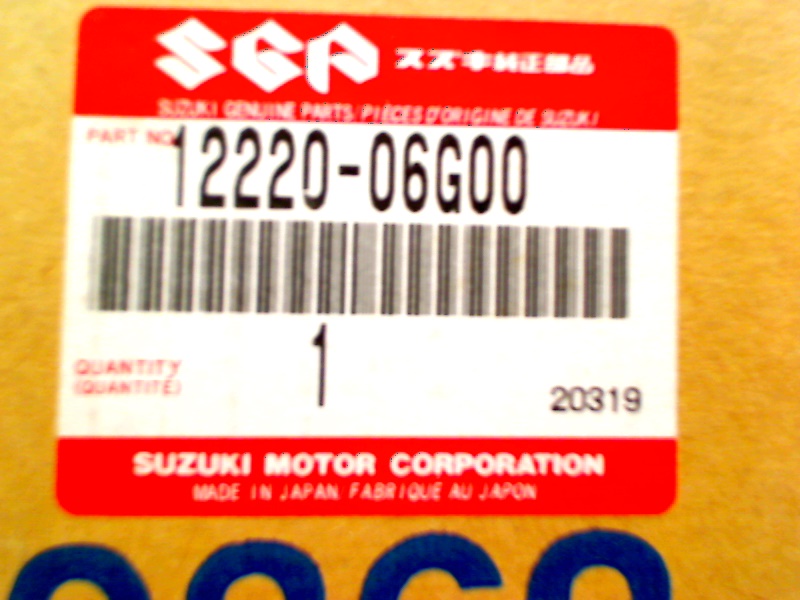 SGP スズキ純正部品
SUZUKI GENUINE PARTS/PIÈCES D'ORIGINE DE SUZUKI
PART NO.
12220-06G00
1
QUANTITY
(QUANTITÉ)
20319
SUZUKI MOTOR CORPORATION
MADE IN JAPAN. FABRIQUÉ AU JAPON